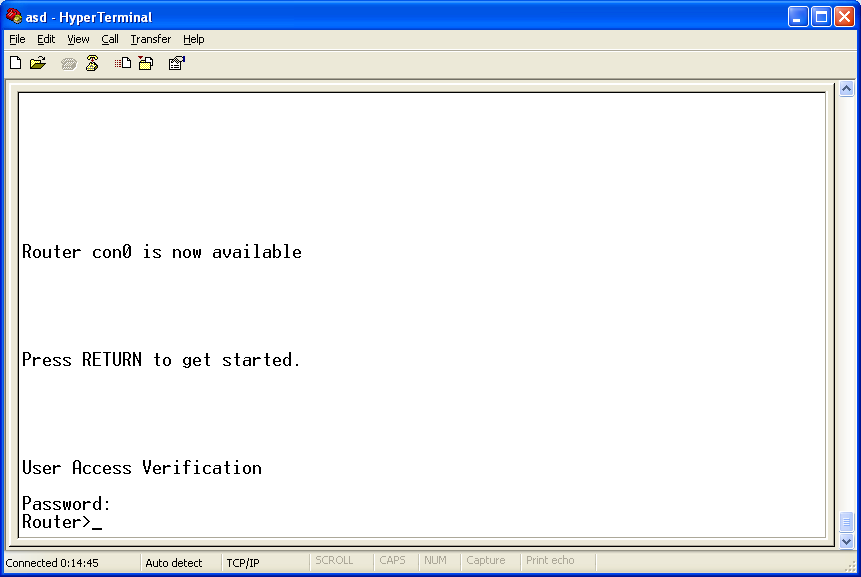 asd - HyperTerminal
File Edit View Call Transfer Help
Router con0 is now available
Press RETURN to get started.
User Access Verification
Password:
Router>_
Connected 0:14:45 Auto detect TCP/IP SCROLL CAPS NUM Capture Print echo